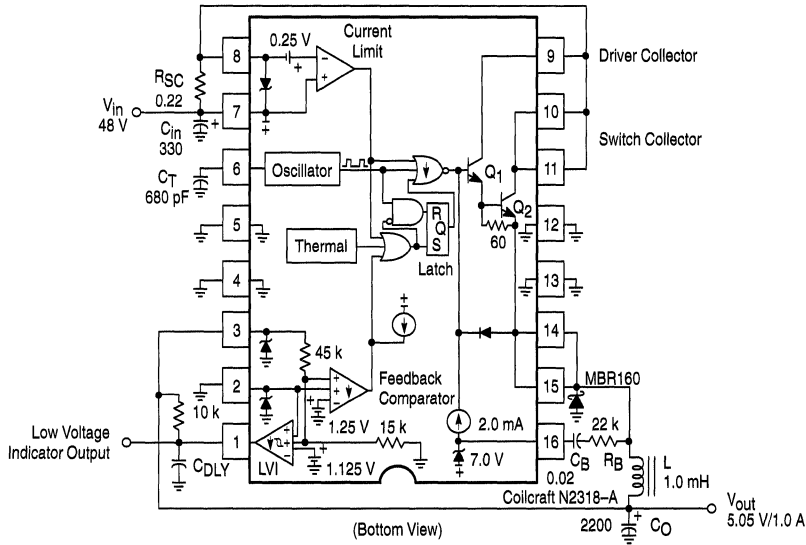 Current
Limit
0.25 V
8
9
Driver Collector
RSC
0.22
Vin
48 V
7
10
Cin
330
Switch Collector
6
Oscillator
Q1
11
CT
680 pF
Q2
5
R
Q
S
60
12
Thermal
Latch
4
13
3
14
45 k
2
Feedback
Comparator
15
MBR160
10 k
1.25 V
15 k
2.0 mA
22 k
Low Voltage
Indicator Output
1
16
CDLY
LVI
1.125 V
7.0 V
CB
RB
0.02
L
1.0 mH
Coilcraft N2318–A
Vout
5.05 V/1.0 A
2200
CO
(Bottom View)